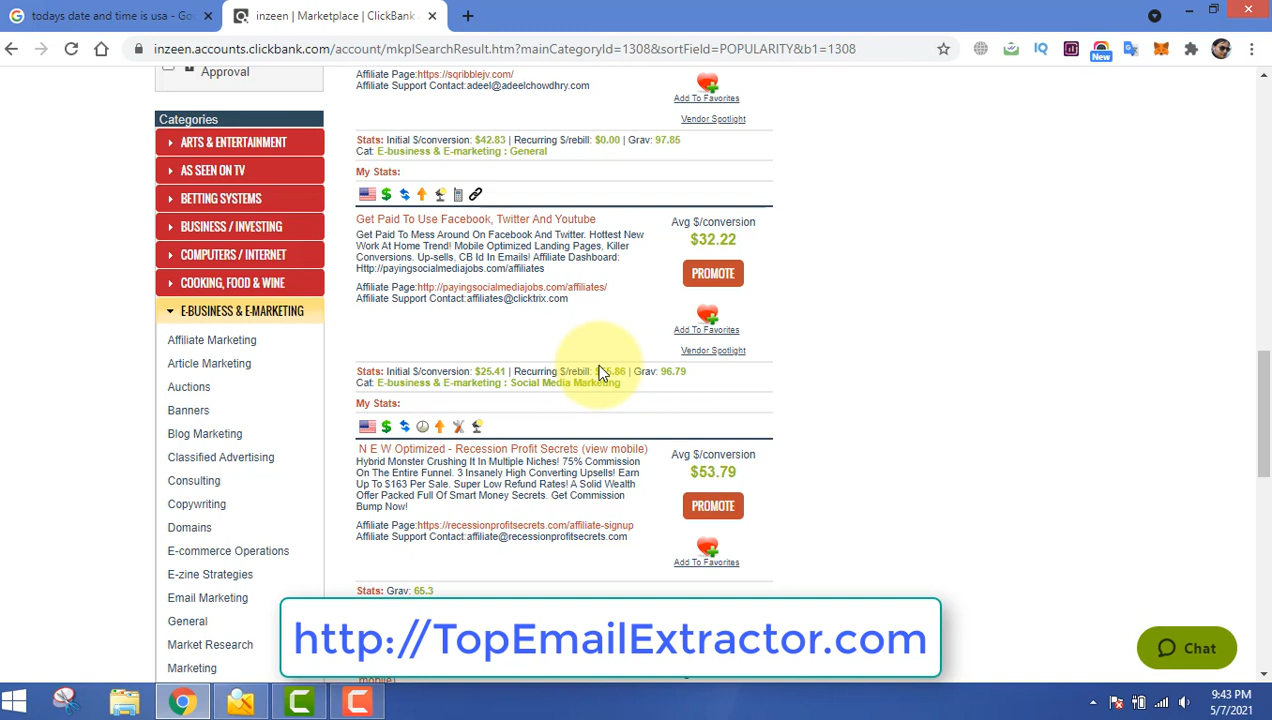 todays date and time is usa - Go
inzeen | Marketplace | ClickBank
inzeen.accounts.clickbank.com/account/mkplSearchResult.htm?mainCategoryId=1308&sortField=POPULARITY&b1=1308
New
Approval
Categories
ARTS & ENTERTAINMENT
AS SEEN ON TV
BETTING SYSTEMS
BUSINESS / INVESTING
COMPUTERS / INTERNET
COOKING, FOOD & WINE
E-BUSINESS & E-MARKETING
Affiliate Marketing
Article Marketing
Auctions
Banners
Blog Marketing
Classified Advertising
Consulting
Copywriting
Domains
E-commerce Operations
E-zine Strategies
Email Marketing
General
Market Research
Marketing
Affiliate Page:https://sqribblejv.com/
Affiliate Support Contact:adeel@adeelchowdhry.com
Add To Favorites
Vendor Spotlight
Stats: Initial $/conversion: $42.83 | Recurring $/rebill: $0.00 | Grav: 97.85
Cat: E-business & E-marketing : General
My Stats:
Get Paid To Use Facebook, Twitter And Youtube
Get Paid To Mess Around On Facebook And Twitter. Hottest New
Work At Home Trend! Mobile Optimized Landing Pages, Killer
Conversions. Up-sells, CB Id In Emails! Affiliate Dashboard:
Http://payingsocialmediajobs.com/affiliates
Affiliate Page:http://payingsocialmediajobs.com/affiliates/
Affiliate Support Contact:affiliates@clicktrix.com
Avg $/conversion
$32.22
PROMOTE
Add To Favorites
Vendor Spotlight
Stats: Initial $/conversion: $25.41 | Recurring $/rebill: | Grav: 96.79
Cat: E-business & E-marketing : Social Media Marketing
My Stats:
N E W Optimized - Recession Profit Secrets (view mobile)
Hybrid Monster Crushing It In Multiple Niches! 75% Commission
On The Entire Funnel. 3 Insanely High Converting Upsells! Earn
Up To $163 Per Sale. Super Low Refund Rates! A Solid Wealth
Offer Packed Full Of Smart Money Secrets. Get Commission
Bump Now!
Affiliate Page:https://recessionprofitsecrets.com/affiliate-signup
Affiliate Support Contact:affiliate@recessionprofitsecrets.com
Avg $/conversion
$53.79
PROMOTE
Add To Favorites
Stats: Grav: 65.3
http://TopEmailExtractor.com
Chat
9:43 PM
5/7/2021